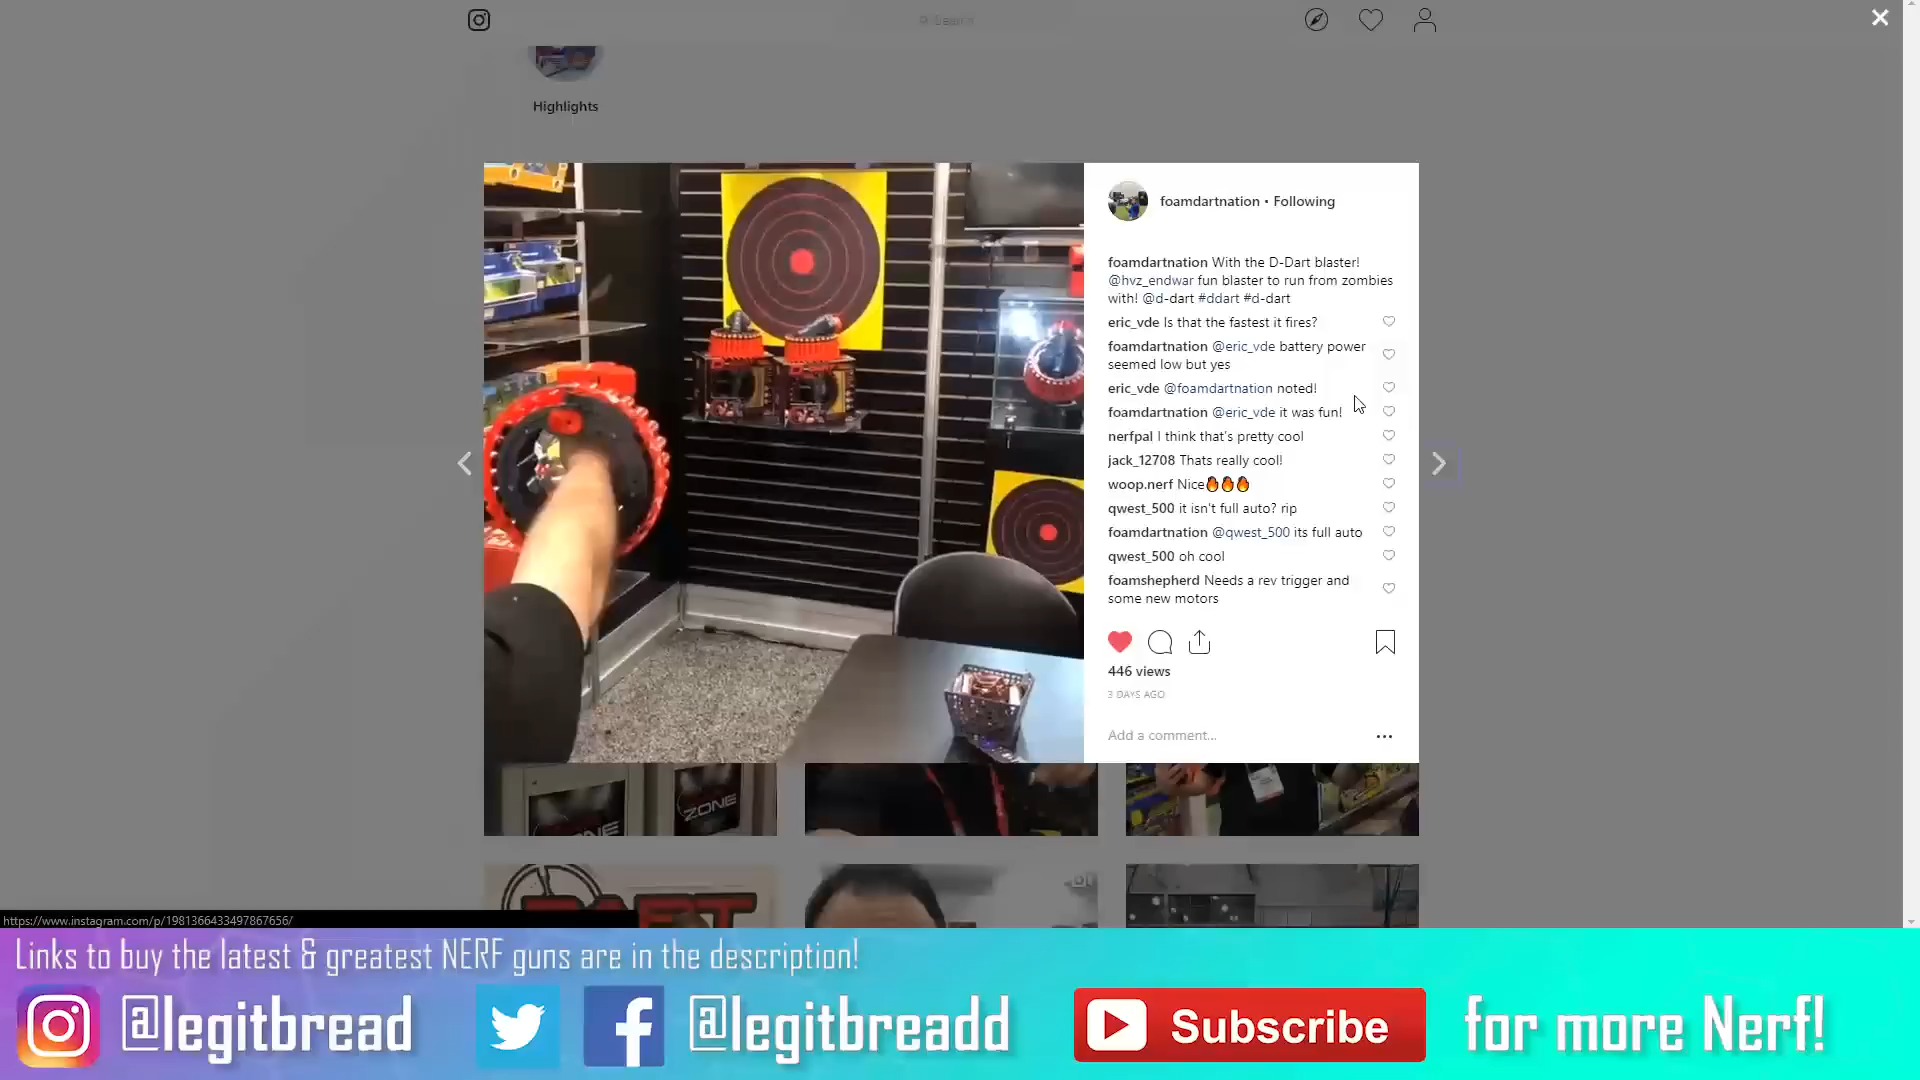 Search
Highlights
foamdartnation • Following
foamdartnation With the D-Dart blaster!
@hvz_endwar fun blaster to run from zombies
with! @d-dart #ddart #d-dart
eric_vde Is that the fastest it fires?
foamdartnation @eric_vde battery power
seemed low but yes
eric_vde @foamdartnation noted!
foamdartnation @eric_vde it was fun!
nerfpal I think that's pretty cool
jack_12708 Thats really cool!
woop.nerf Nice🔥🔥🔥
qwest_500 it isn't full auto? rip
foamdartnation @qwest_500 its full auto
qwest_500 oh cool
foamshepherd Needs a rev trigger and
some new motors
446 views
3 DAYS AGO
Add a comment...
ZONE
ZONE
DART
https://www.instagram.com/p/1981366433497867656/
Links to buy the latest & greatest NERF guns are in the description!
@legitbread
@legitbreadd
Subscribe
for more Nerf!